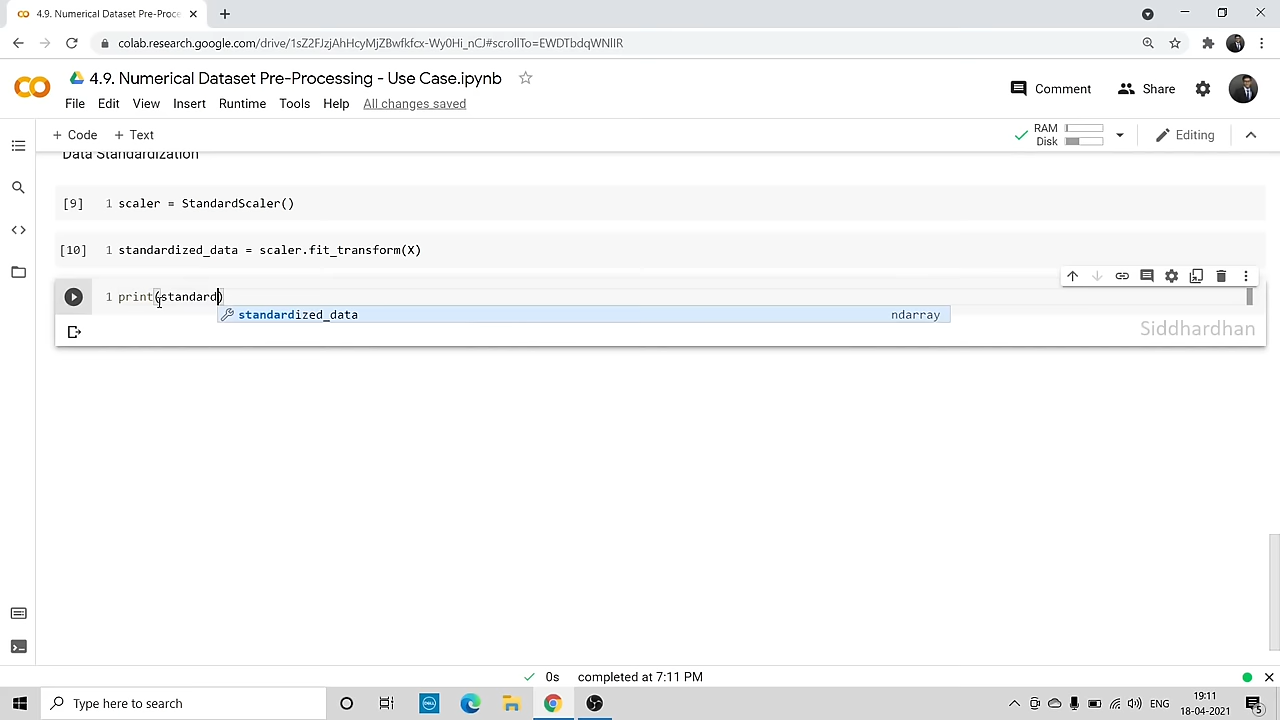 4.9. Numerical Dataset Pre-Proce
colab.research.google.com/drive/1sZ2FJzjAhHcyMjZBwfkfcx-Wy0Hi_nCJ#scrollTo=EWDTbdqWNlIR
4.9. Numerical Dataset Pre-Processing - Use Case.ipynb
Comment
Share
File Edit View Insert Runtime Tools Help All changes saved
+ Code + Text
RAM
Disk
Editing
Data Standardization
[9] 1 scaler = StandardScaler()
[10] 1 standardized_data = scaler.fit_transform(X)
1 print(standard)
standardized_data ndarray
Siddhardhan
0s completed at 7:11 PM
Type here to search
DELL
ENG
19:11
18-04-2021
5